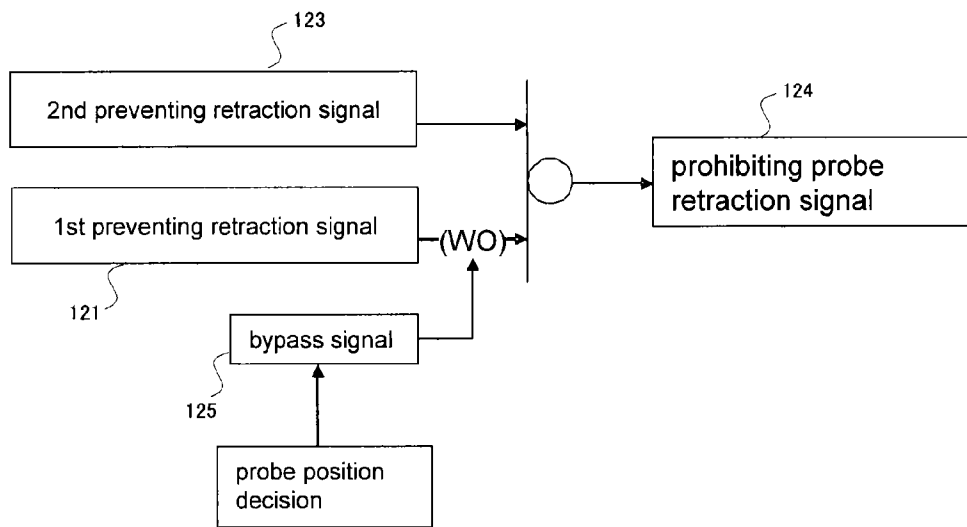 123
2nd preventing retraction signal
124
prohibiting probe
retraction signal
1st preventing retraction signal
(WO)
121
bypass signal
125
probe position
decision